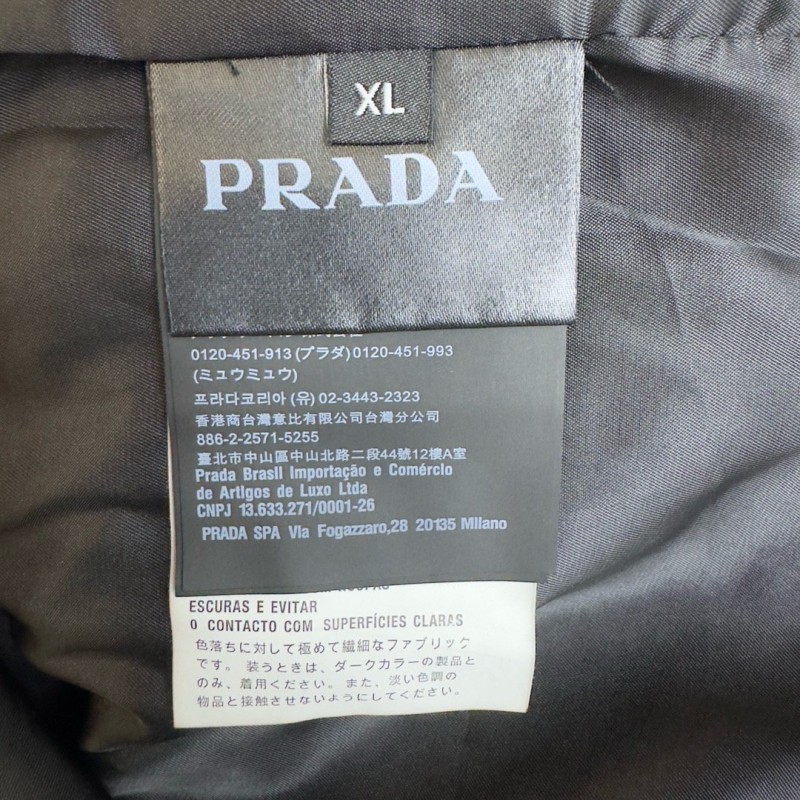 XL
PRADA
0120-451-913 (プラダ) 0120-451-993
(ミュウミュウ)
프라다코리아 (유) 02-3443-2323
香港商台灣意比有限公司台灣分公司
886-2-2571-5255
臺北市中山區中山北路二段44號12樓A室
Prada Brasil Importação e Comércio
de Artigos de Luxo Ltda
CNPJ 13.633.271/0001-26
PRADA SPA Via Fogazzaro,28 20135 Milano
ESCURAS E EVITAR
O CONTACTO COM SUPERFÍCIES CLARAS
色落ちに対して極めて繊細なファブリック
です。 装うときは、ダークカラーの製品と
のみ、着用ください。また、淡い色調の
物品と接触させないようにしてください。